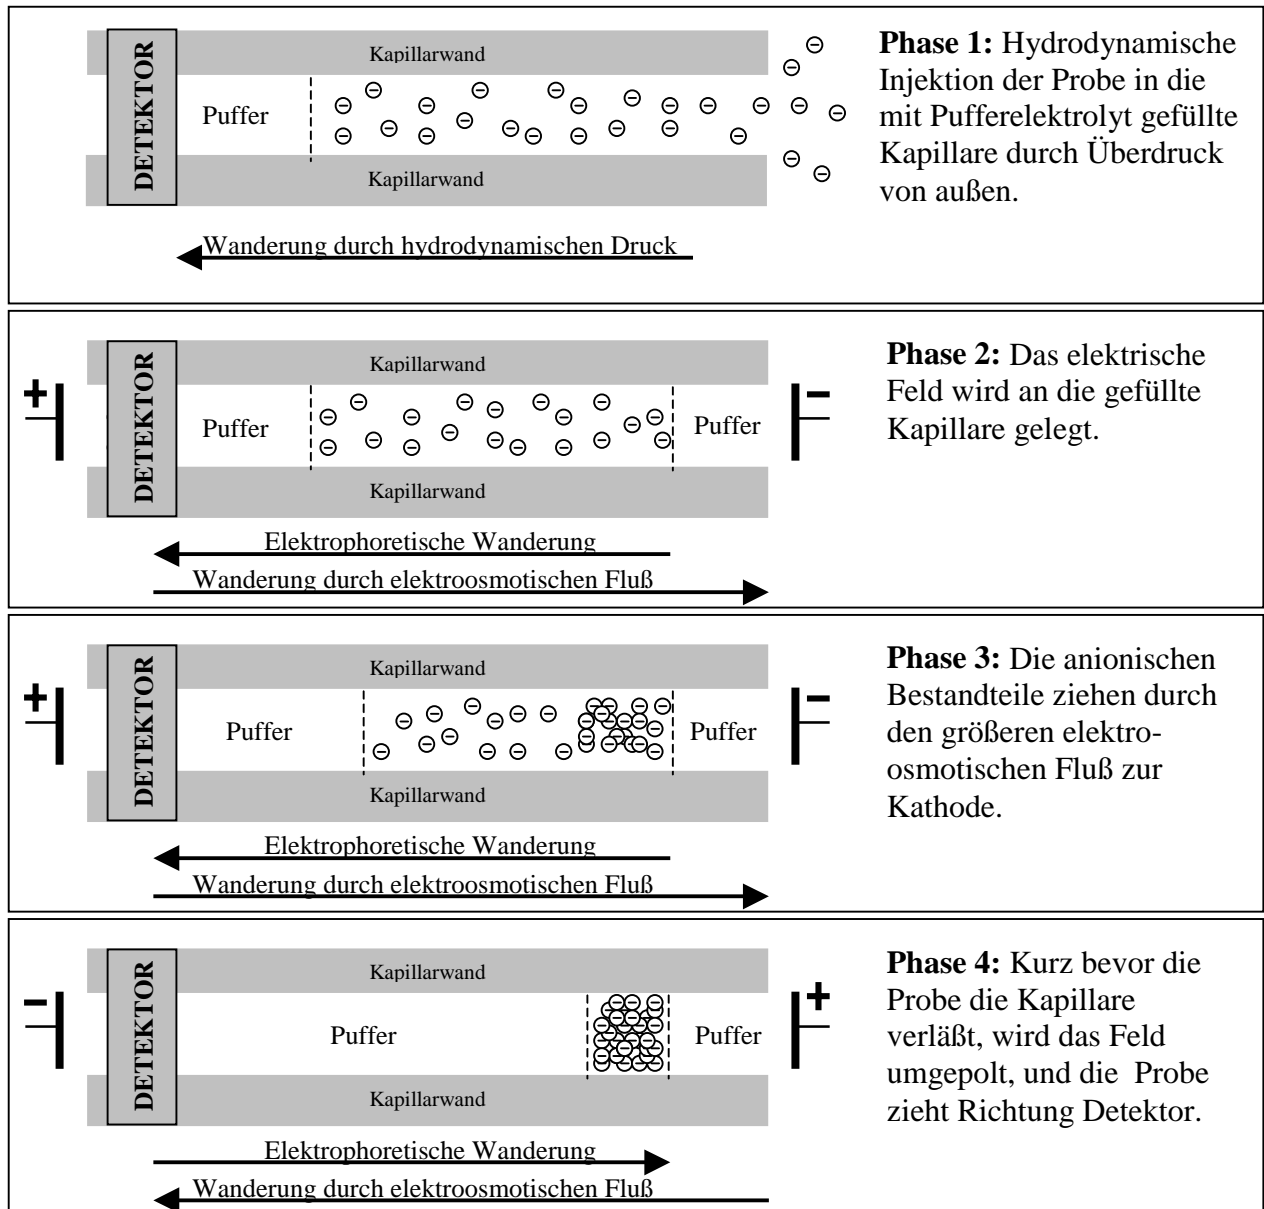 Kapillarwand
DETEKTOR
Puffer
Kapillarwand
Wanderung durch hydrodynamischen Druck
Phase 1: Hydrodynamische
Injektion der Probe in die
mit Pufferelektrolyt gefüllte
Kapillare durch Überdruck
von außen.
Kapillarwand
+
DETEKTOR
Puffer
Puffer
−
Kapillarwand
Elektrophoretische Wanderung
Wanderung durch elektroosmotischen Fluß
Phase 2: Das elektrische
Feld wird an die gefüllte
Kapillare gelegt.
Kapillarwand
+
DETEKTOR
Puffer
Puffer
−
Kapillarwand
Elektrophoretische Wanderung
Wanderung durch elektroosmotischen Fluß
Phase 3: Die anionischen
Bestandteile ziehen durch
den größeren elektro-
osmotischen Fluß zur
Kathode.
Kapillarwand
−
DETEKTOR
Puffer
Puffer
+
Kapillarwand
Elektrophoretische Wanderung
Wanderung durch elektroosmotischen Fluß
Phase 4: Kurz bevor die
Probe die Kapillare
verläßt, wird das Feld
umgepolt, und die Probe
zieht Richtung Detektor.